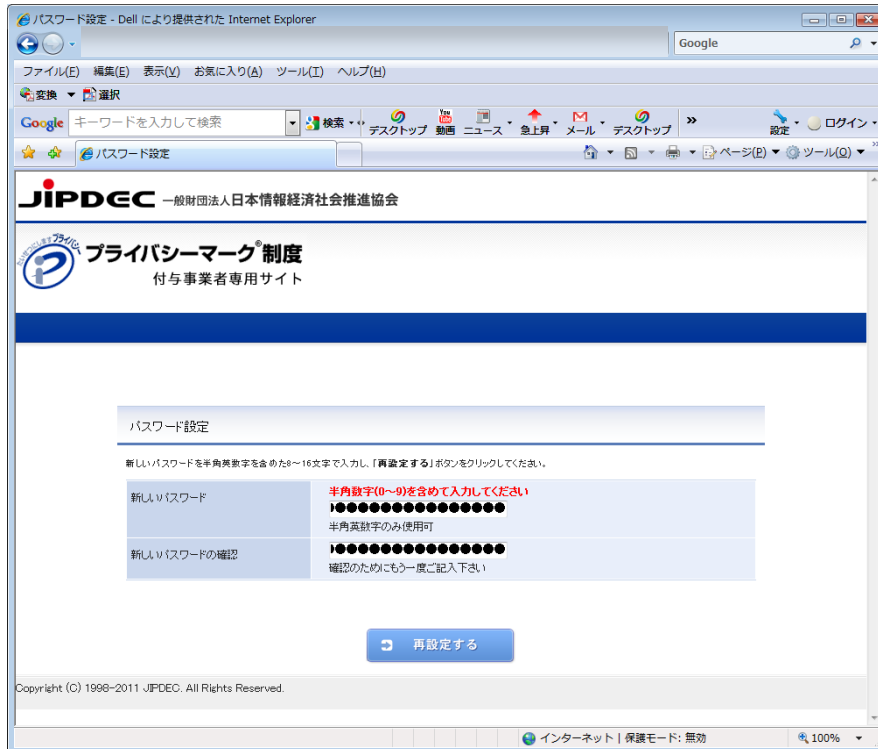 パスワード設定 - Dell により提供された Internet Explorer
Google
ファイル(F) 編集(E) 表示(V) お気に入り(A) ツール(T) ヘルプ(H)
変換 選択
Google キーワードを入力して検索 検索 デスクトップ You Tube 動画 ニュース 急上昇 M メール デスクトップ » 設定 ログイン
パスワード設定 ページ(P) ツール(O) »
JIPDEC 一般財団法人日本情報経済社会推進協会
プライバシーマーク®制度
付与事業者専用サイト
パスワード設定
新しいパスワードを半角英数字を含めた8~16文字で入力し、「再設定する」ボタンをクリックしてください。
新しいパスワード
半角数字(0~9)を含めて入力してください
●●●●●●●●●●●●●●●●
半角英数字のみ使用可
新しいパスワードの確認
●●●●●●●●●●●●●●●●
確認のためにもう一度ご記入下さい
再設定する
Copyright (C) 1998-2011 JIPDEC. All Rights Reserved.
インターネット | 保護モード: 無効 100%